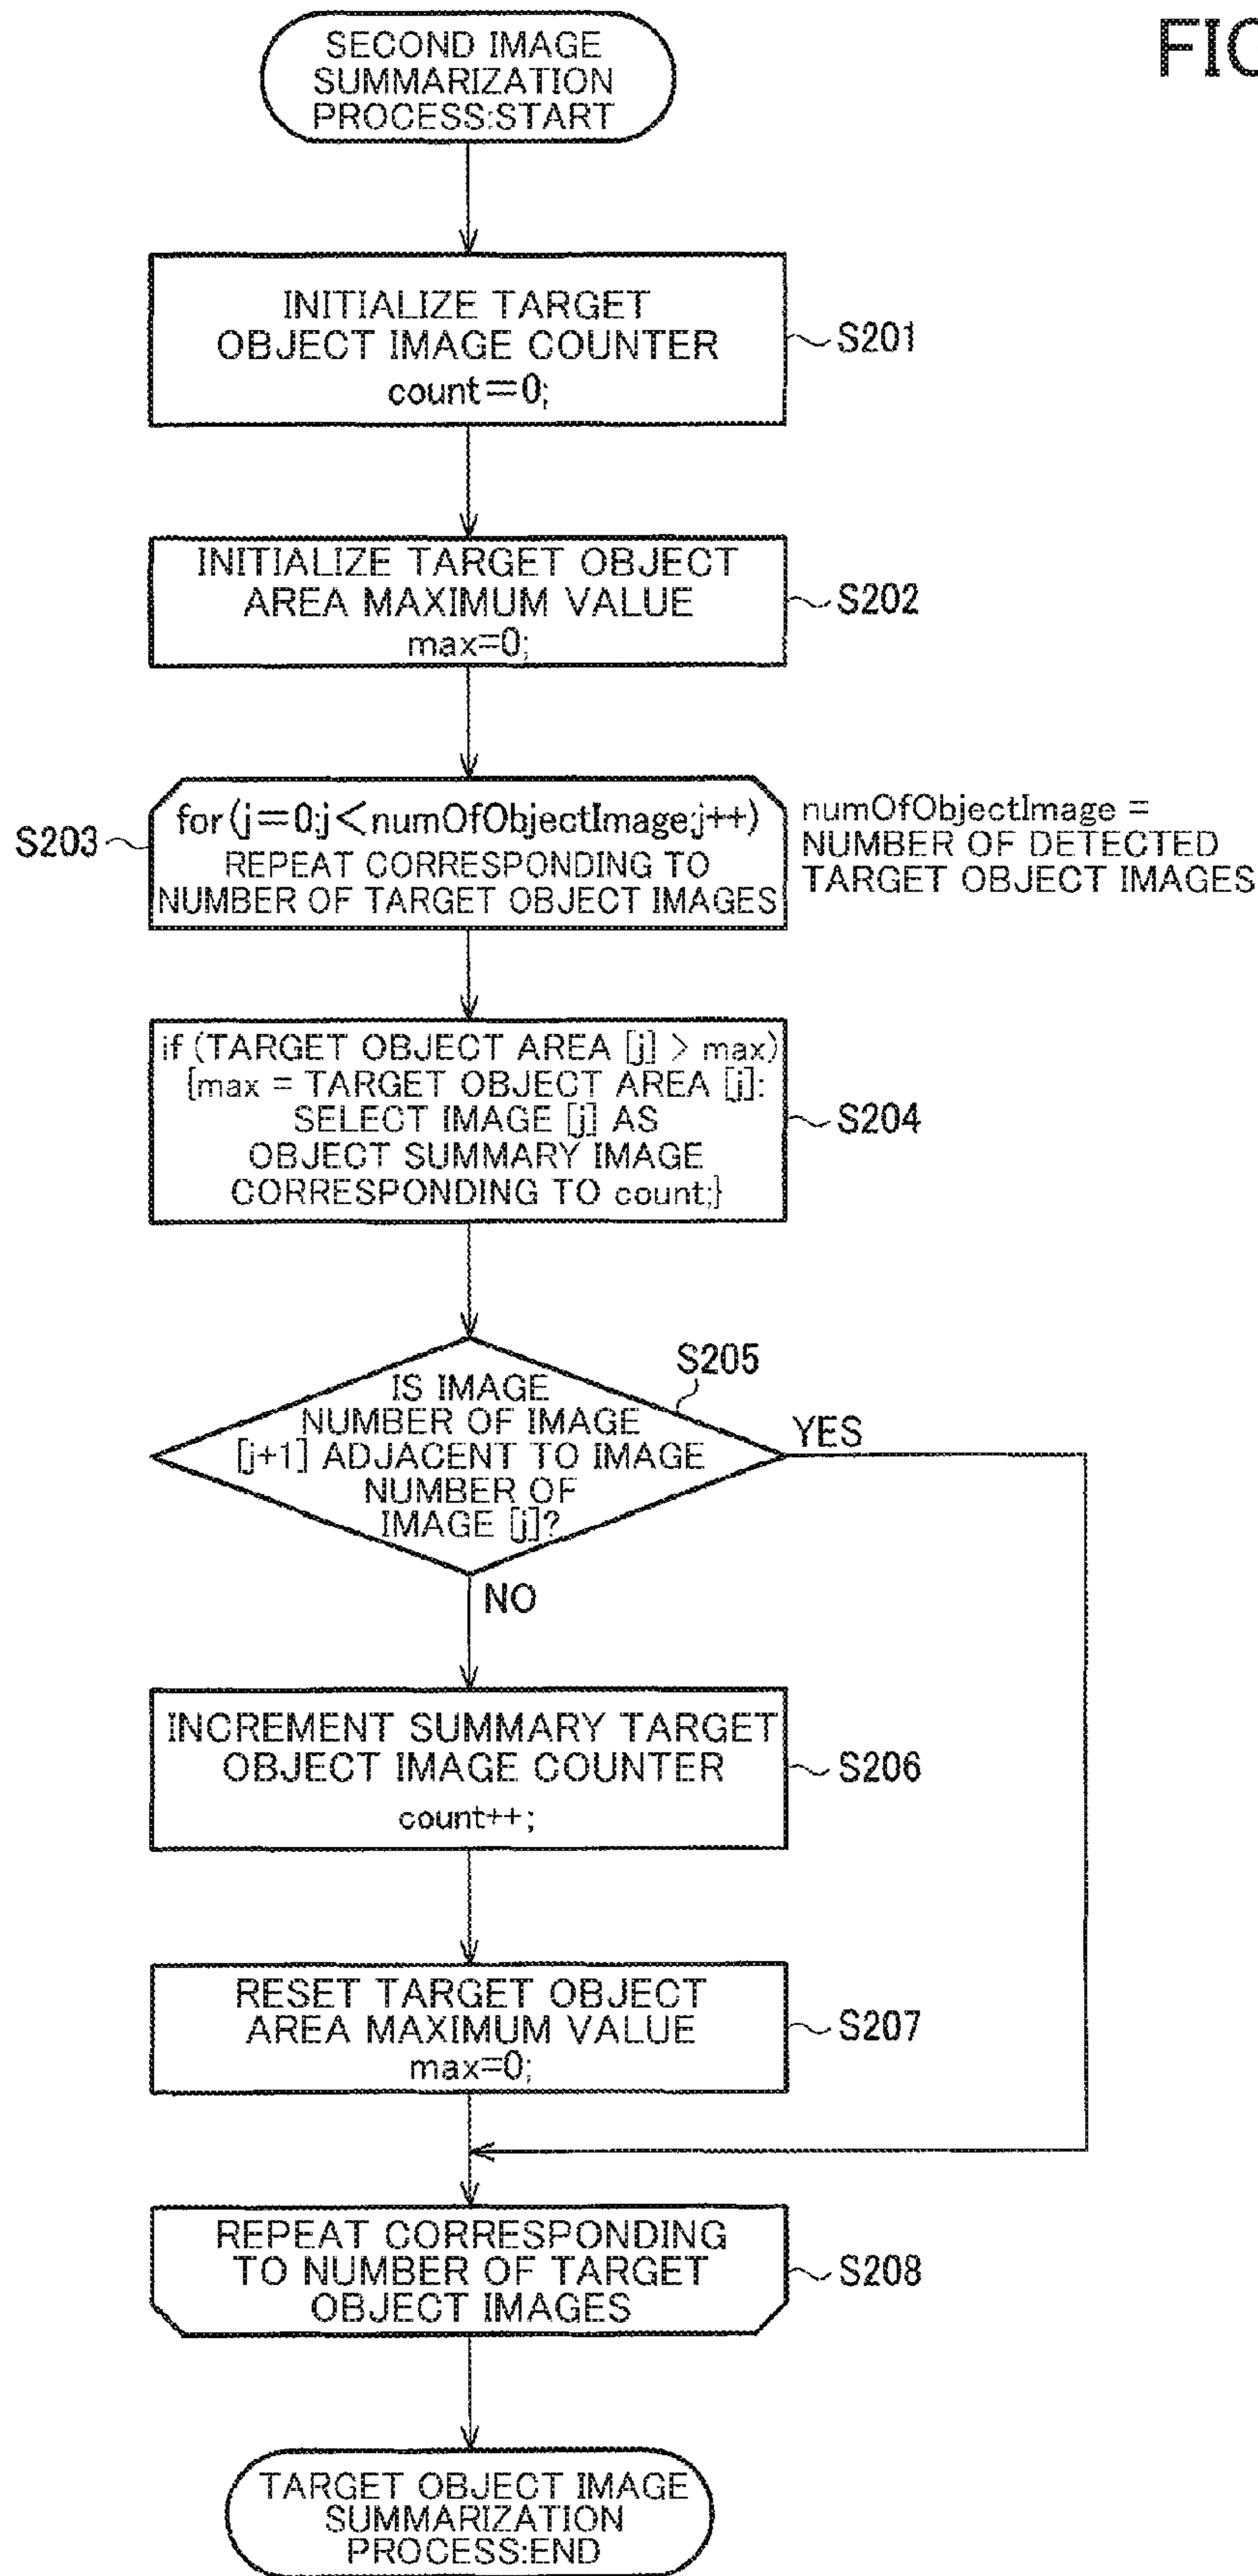 FIG
SECOND IMAGE
SUMMARIZATION
PROCESS:START
INITIALIZE TARGET
OBJECT IMAGE COUNTER
count=0;
S201
INITIALIZE TARGET OBJECT
AREA MAXIMUM VALUE
max=0;
S202
S203
for(j=0;j<numOfObjectImage;j++)
REPEAT CORRESPONDING TO
NUMBER OF TARGET OBJECT IMAGES
numOfObjectImage =
NUMBER OF DETECTED
TARGET OBJECT IMAGES
if (TARGET OBJECT AREA [j] > max)
{max = TARGET OBJECT AREA [j]:
SELECT IMAGE [j] AS
OBJECT SUMMARY IMAGE
CORRESPONDING TO count;}
S204
S205
IS IMAGE
NUMBER OF IMAGE
[j+1] ADJACENT TO IMAGE
NUMBER OF
IMAGE [j]?
YES
NO
INCREMENT SUMMARY TARGET
OBJECT IMAGE COUNTER
count++;
S206
RESET TARGET OBJECT
AREA MAXIMUM VALUE
max=0;
S207
REPEAT CORRESPONDING
TO NUMBER OF TARGET
OBJECT IMAGES
S208
TARGET OBJECT IMAGE
SUMMARIZATION
PROCESS:END